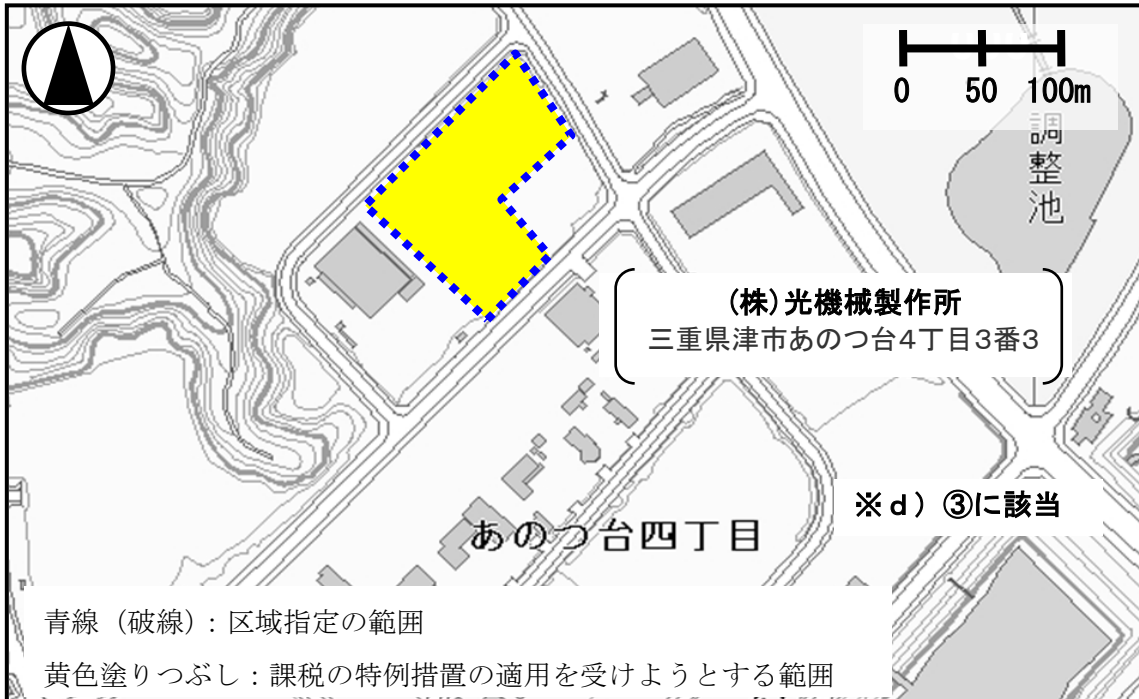 0 50 100m
調整池
(株)光機械製作所
三重県津市あのつ台4丁目3番3
※d) ③に該当
あのつ台四丁目
青線（破線）：区域指定の範囲
黄色塗りつぶし：課税の特例措置の適用を受けようとする範囲